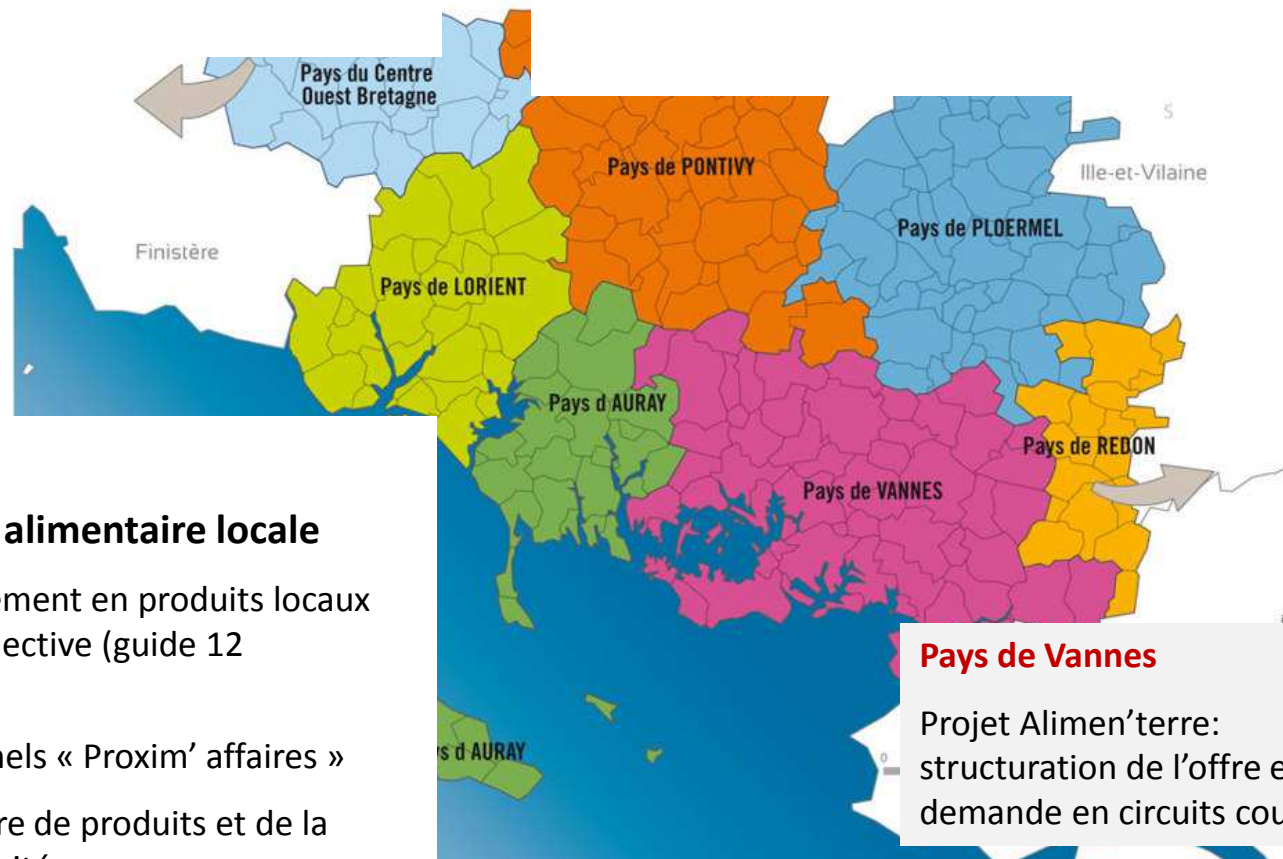 Pays du Centre
Ouest Bretagne
Pays de PONTIVY
S
Ille-et-Vilaine
Pays de PLOERMEL
Finistère
Pays de LORIENT
Pays d AURAY
Pays de REDON
Pays de VANNES
alimentaire locale
ement en produits locaux
lective (guide 12
nels « Proxim’ affaires »
re de produits et de la
s d AURAY
0
Pays de Vannes
Projet Alimen’terre:
structuration de l’offre e
demande en circuits cou